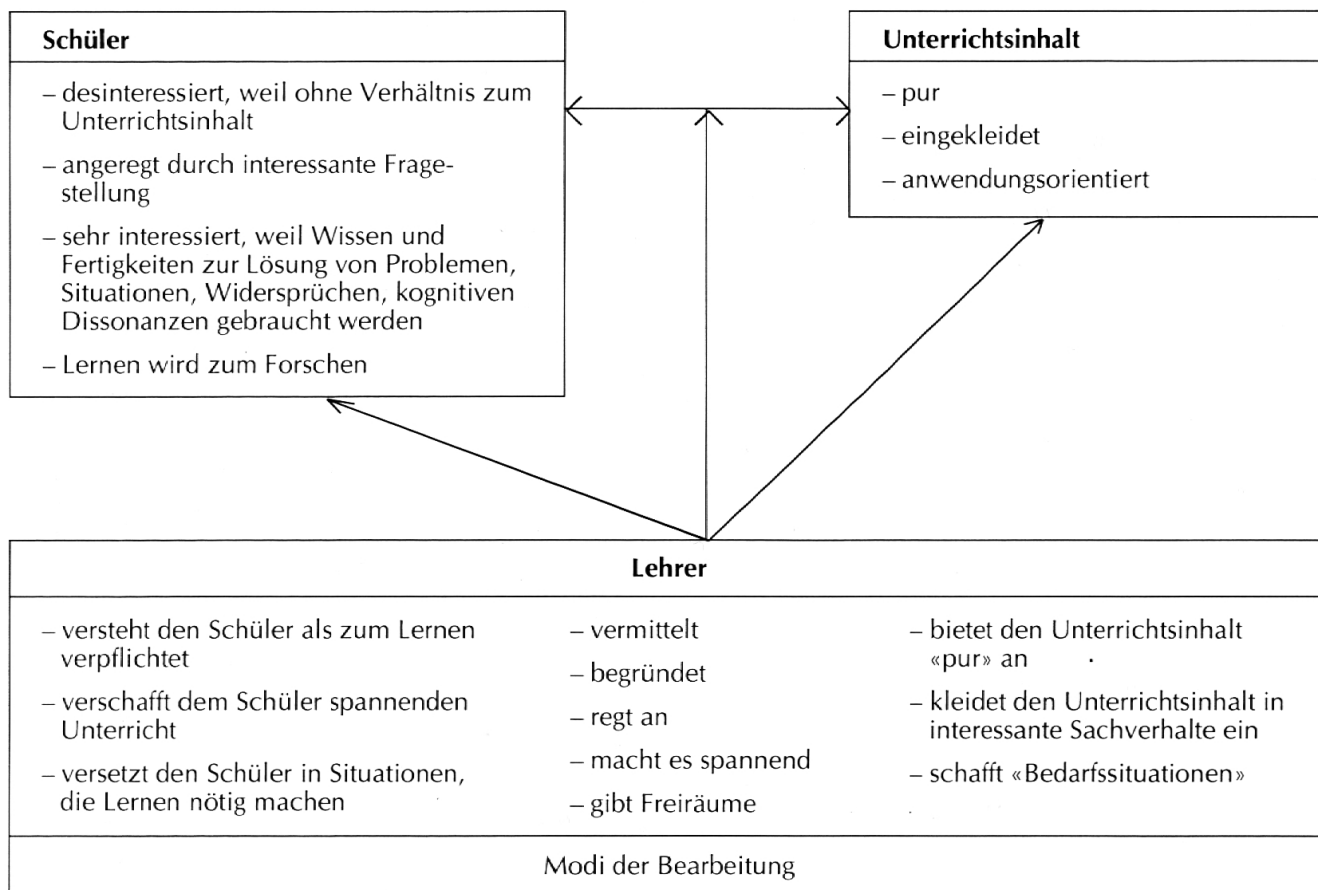 Schüler
– desinteressiert, weil ohne Verhältnis zum
Unterrichtsinhalt
– angeregt durch interessante Frage-
stellung
– sehr interessiert, weil Wissen und
Fertigkeiten zur Lösung von Problemen,
Situationen, Widersprüchen, kognitiven
Dissonanzen gebraucht werden
– Lernen wird zum Forschen
Unterrichtsinhalt
– pur
– eingekleidet
– anwendungsorientiert
Lehrer
– versteht den Schüler als zum Lernen
verpflichtet
– verschafft dem Schüler spannenden
Unterricht
– versetzt den Schüler in Situationen,
die Lernen nötig machen
– vermittelt
– begründet
– regt an
– macht es spannend
– gibt Freiräume
– bietet den Unterrichtsinhalt
«pur» an
– kleidet den Unterrichtsinhalt in
interessante Sachverhalte ein
– schafft «Bedarfssituationen»
Modi der Bearbeitung